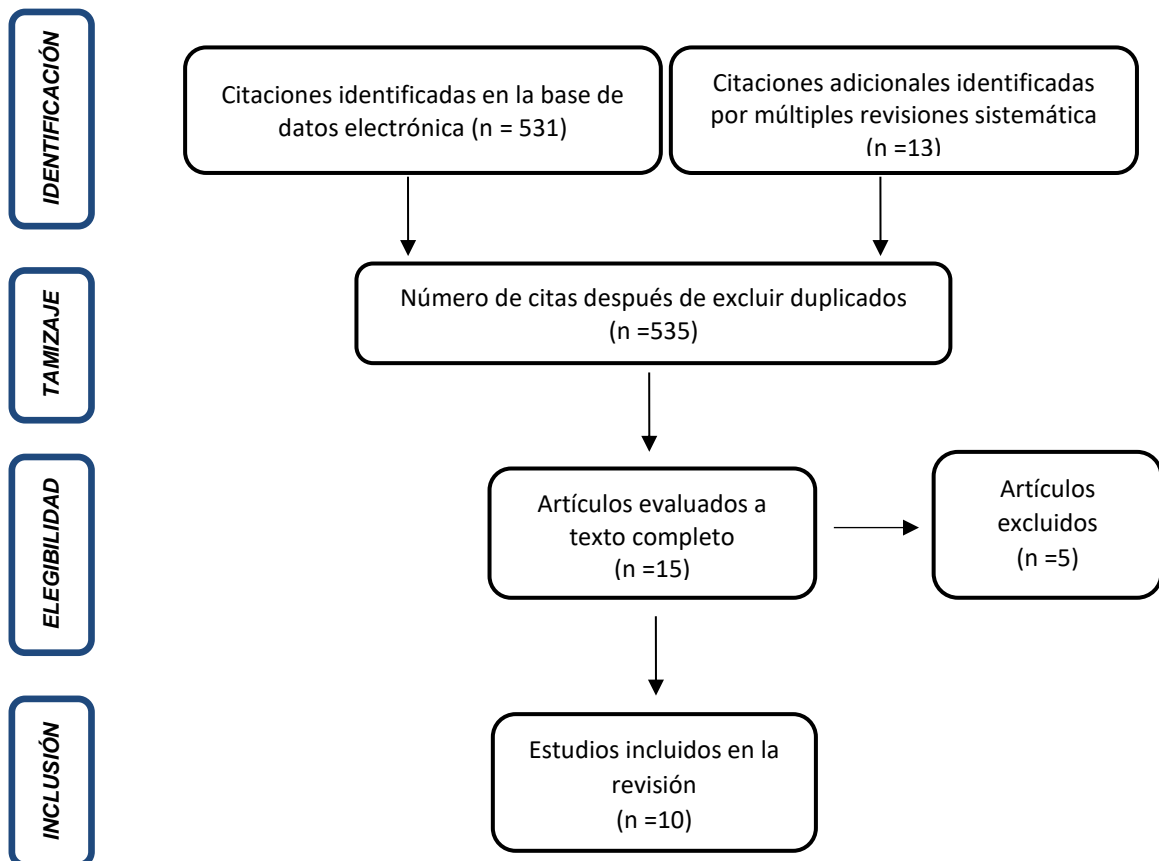 IDENTIFICACIÓN
Citaciones identificadas en la base de
datos electrónica (n = 531)
Citaciones adicionales identificadas
por múltiples revisiones sistemática
(n =13)
TAMIZAJE
Número de citas después de excluir duplicados
(n =535)
ELEGIBILIDAD
Artículos evaluados a
texto completo
(n =15)
Artículos
excluidos
(n =5)
INCLUSIÓN
Estudios incluidos en la
revisión
(n =10)